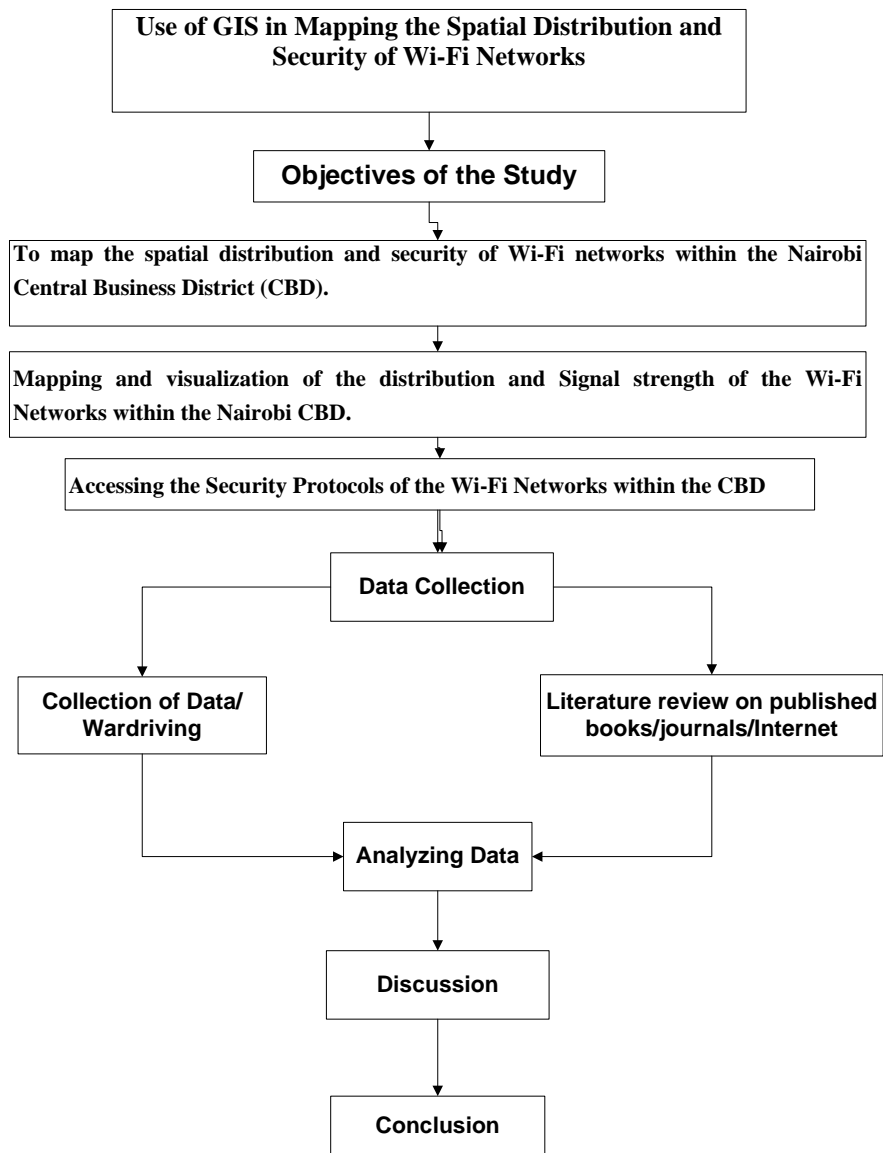 Use of GIS in Mapping the Spatial Distribution and
Security of Wi-Fi Networks
Objectives of the Study
To map the spatial distribution and security of Wi-Fi networks within the Nairobi
Central Business District (CBD).
Mapping and visualization of the distribution and Signal strength of the Wi-Fi
Networks within the Nairobi CBD.
Accessing the Security Protocols of the Wi-Fi Networks within the CBD
Data Collection
Collection of Data/
Wardriving
Literature review on published
books/journals/Internet
Analyzing Data
Discussion
Conclusion